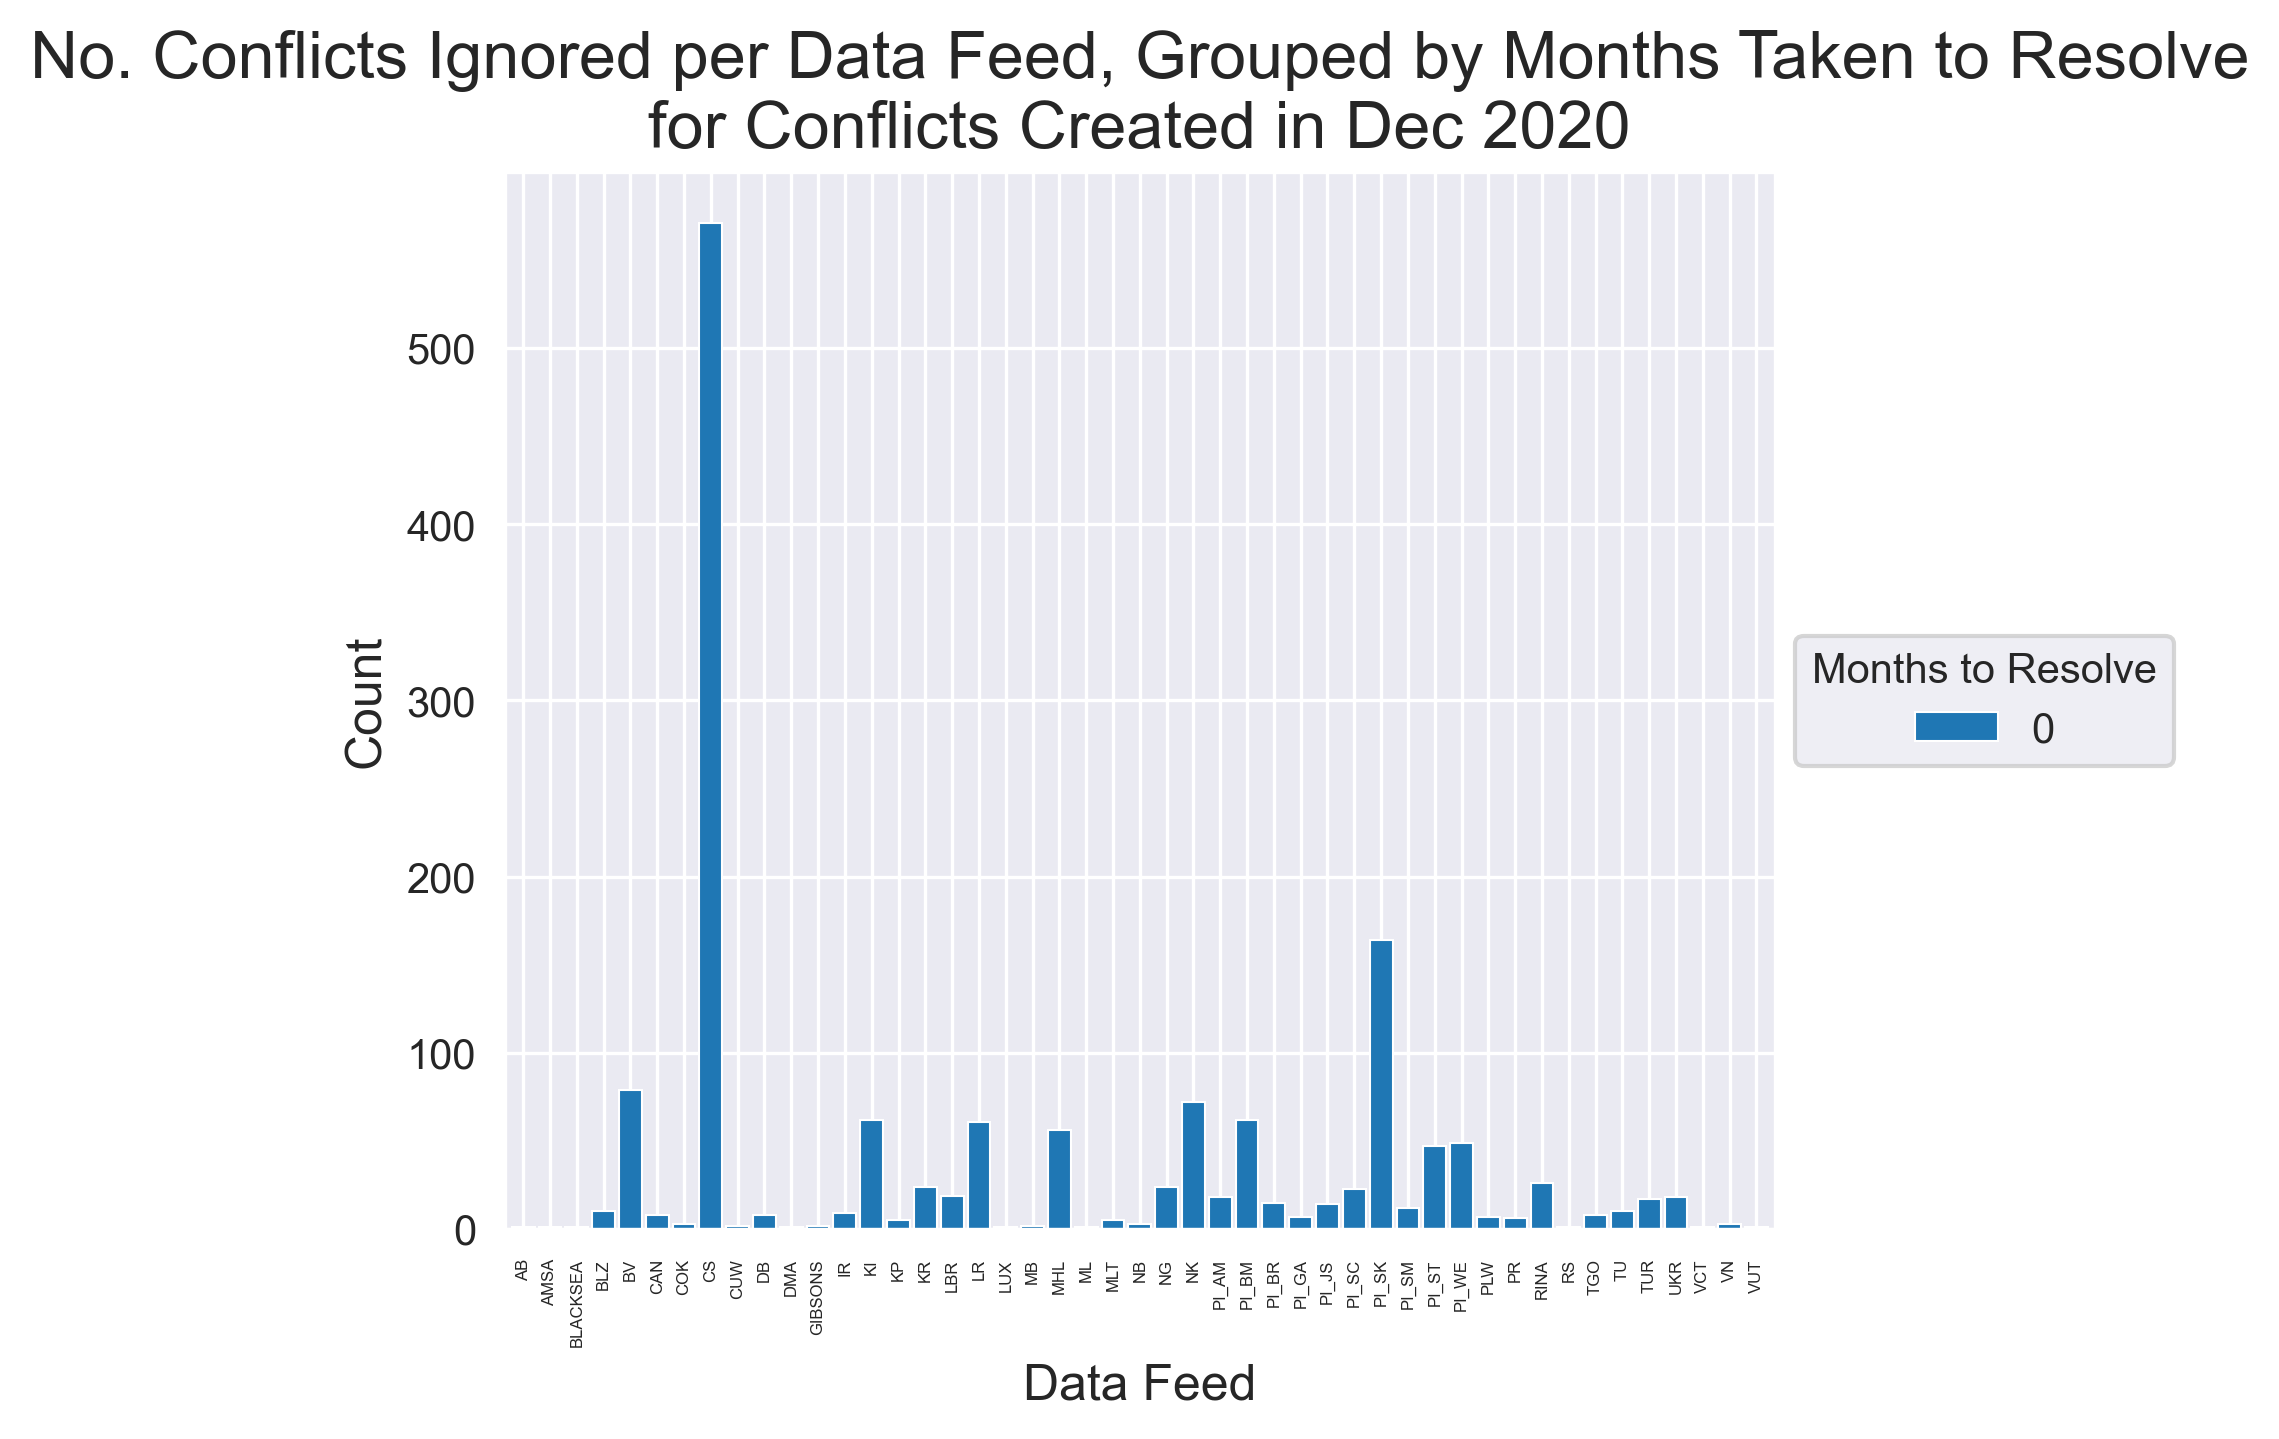 No. Conflicts Ignored per Data Feed, Grouped by Months Taken to Resolve
for Conflicts Created in Dec 2020
Count
500
400
300
200
100
0
AB
AMSA
BLACKSEA
BLZ
BV
CAN
COK
CS
CUW
DB
DMA
GIBSONS
IR
KI
KP
KR
LBR
LR
LUX
MB
MHL
ML
MLT
NB
NG
NK
PI_AM
PI_BM
PI_BR
PI_GA
PI_JS
PI_SC
PI_SK
PI_SM
PI_ST
PI_WE
PLW
PR
RINA
RS
TGO
TU
TUR
UKR
VCT
VN
VUT
Data Feed
Months to Resolve
0